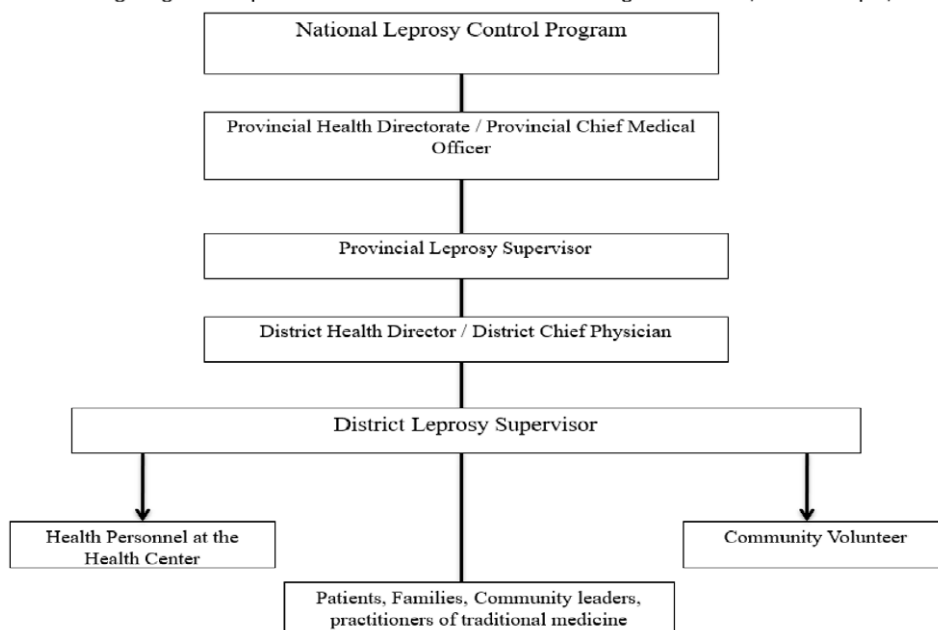 National Leprosy Control Program
Provincial Health Directorate / Provincial Chief Medical
Officer
Provincial Leprosy Supervisor
District Health Director / District Chief Physician
District Leprosy Supervisor
Health Personnel at the
Health Center
Community Volunteer
Patients, Families, Community leaders,
practitioners of traditional medicine